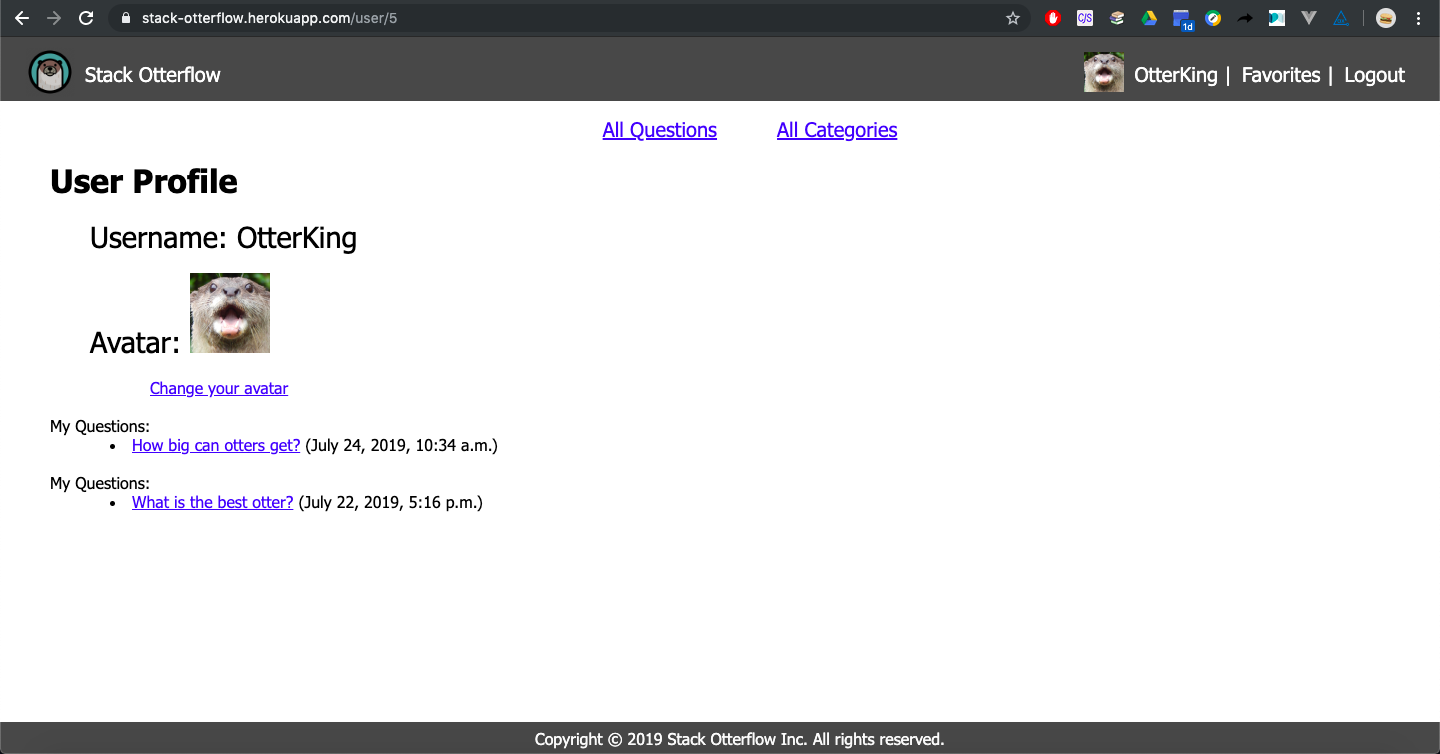 stack-otterflow.herokuapp.com/user/5
C/S
1d
Stack Otterflow
OtterKing | Favorites | Logout
All Questions All Categories
User Profile
Username: OtterKing
Avatar:
Change your avatar
My Questions:
• How big can otters get? (July 24, 2019, 10:34 a.m.)
My Questions:
• What is the best otter? (July 22, 2019, 5:16 p.m.)
Copyright © 2019 Stack Otterflow Inc. All rights reserved.